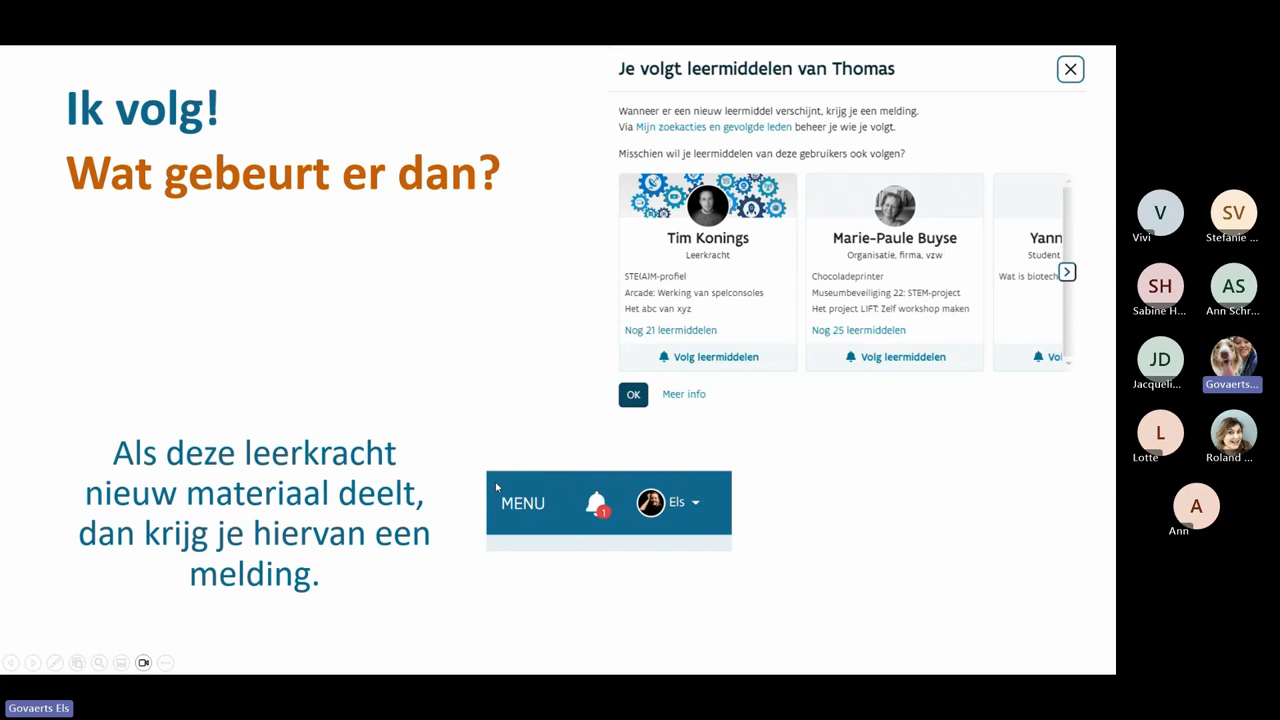 Ik volg!
Wat gebeurt er dan?
Als deze leerkracht
nieuw materiaal deelt,
dan krijg je hiervan een
melding.
Je volgt leermiddelen van Thomas
Wanneer er een nieuw leermiddel verschijnt, krijg je een melding.
Via Mijn zoekacties en gevolgde leden beheer je wie je volgt.
Misschien wil je leermiddelen van deze gebruikers ook volgen?
Tim Konings
Leerkracht
STE(A)M-profiel
Arcade: Werking van spelconsoles
Het abc van xyz
Nog 21 leermiddelen
Volg leermiddelen
Marie-Paule Buyse
Organisatie, firma, vzw
Chocoladeprinter
Museumbeveiliging 22: STEM-project
Het project LIFT: Zelf workshop maken
Nog 25 leermiddelen
Volg leermiddelen
Yann
Student
Wat is biotech
Vol
OK
Meer info
MENU
1
Els
V
Vivi
SV
Stefanie ...
SH
Sabine H...
AS
Ann Schr...
JD
Jacqueli...
Govaerts...
L
Lotte
Roland ...
A
Ann
Govaerts Els